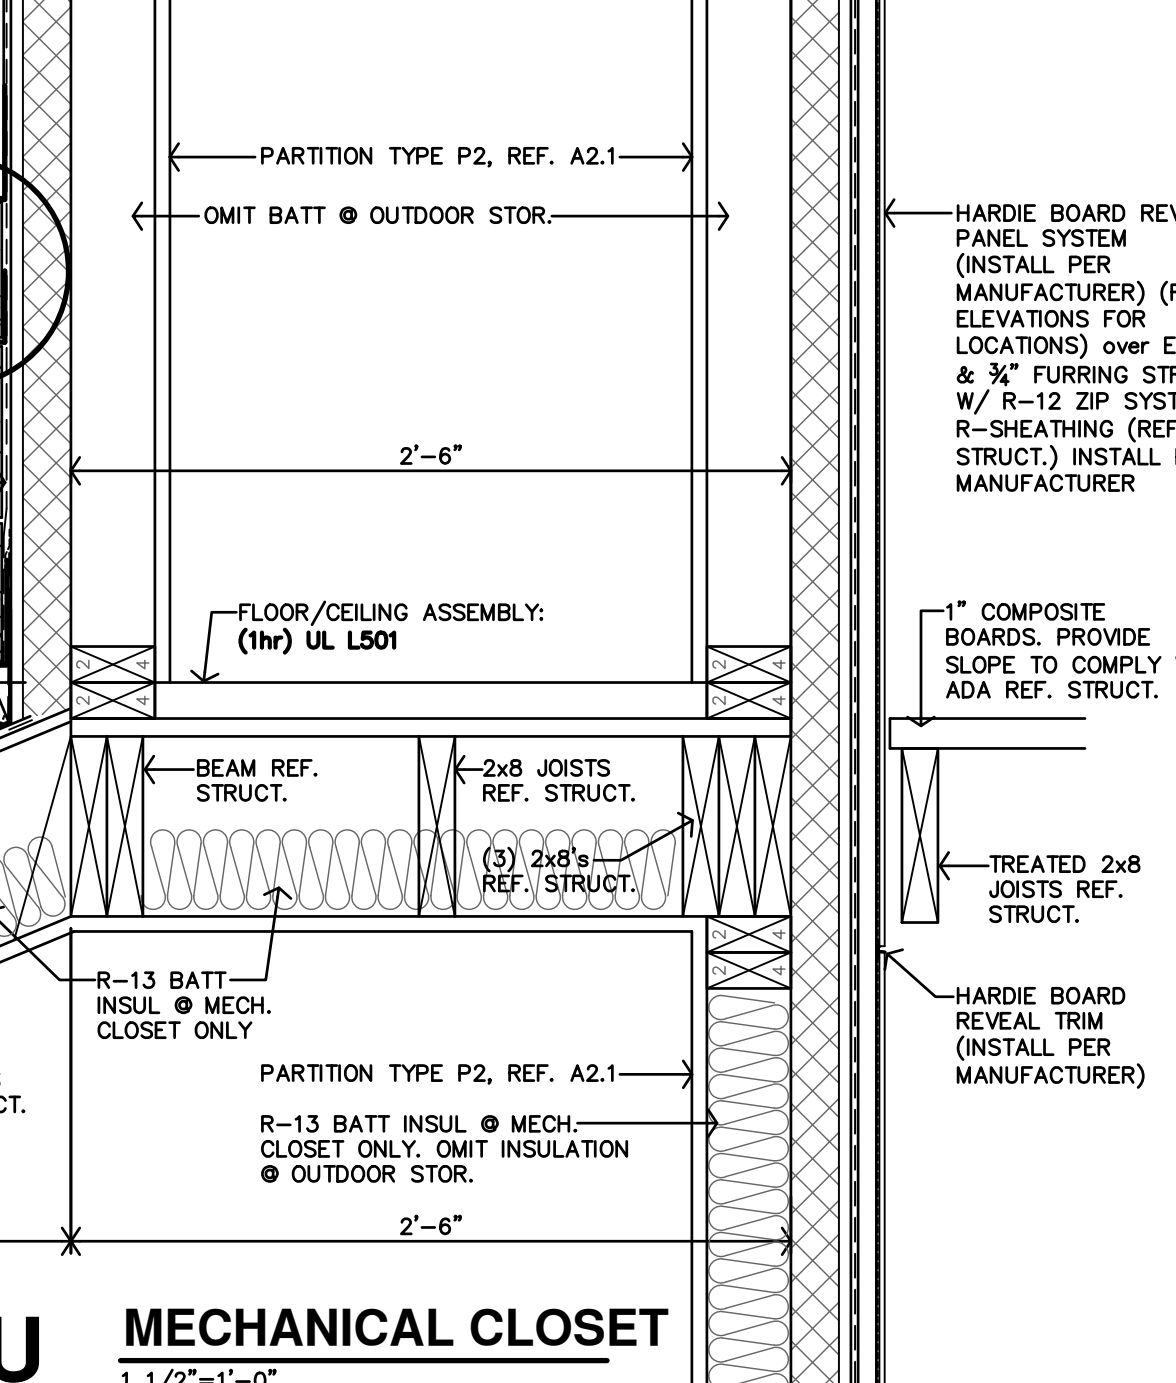 PARTITION TYPE P2, REF. A2.1
OMIT BATT @ OUTDOOR STOR.
HARDIE BOARD
PANEL SYSTEM
(INSTALL PER
MANUFACTURER)
ELEVATIONS FOR
LOCATIONS) over
& ¾" FURRING
W/ R-12 ZIP
R-SHEATHING
STRUCT.) INSTALL
MANUFACTURER
2'-6"
FLOOR/CEILING ASSEMBLY:
(1hr) UL L501
1" COMPOSITE
BOARDS. PROVIDE
SLOPE TO COMPLY
ADA REF. STRUCT.
2 4
2 4
2 4
2 4
BEAM REF.
STRUCT.
2x8 JOISTS
REF. STRUCT.
(3) 2x8's
REF. STRUCT.
TREATED 2x8
JOISTS REF.
STRUCT.
2 4
2 4
R-13 BATT
INSUL @ MECH.
CLOSET ONLY
HARDIE BOARD
REVEAL TRIM
(INSTALL PER
MANUFACTURER)
PARTITION TYPE P2, REF. A2.1
R-13 BATT INSUL @ MECH.
CLOSET ONLY. OMIT INSULATION
@ OUTDOOR STOR.
2'-6"
MECHANICAL CLOSET
1 1/2"=1'-0"